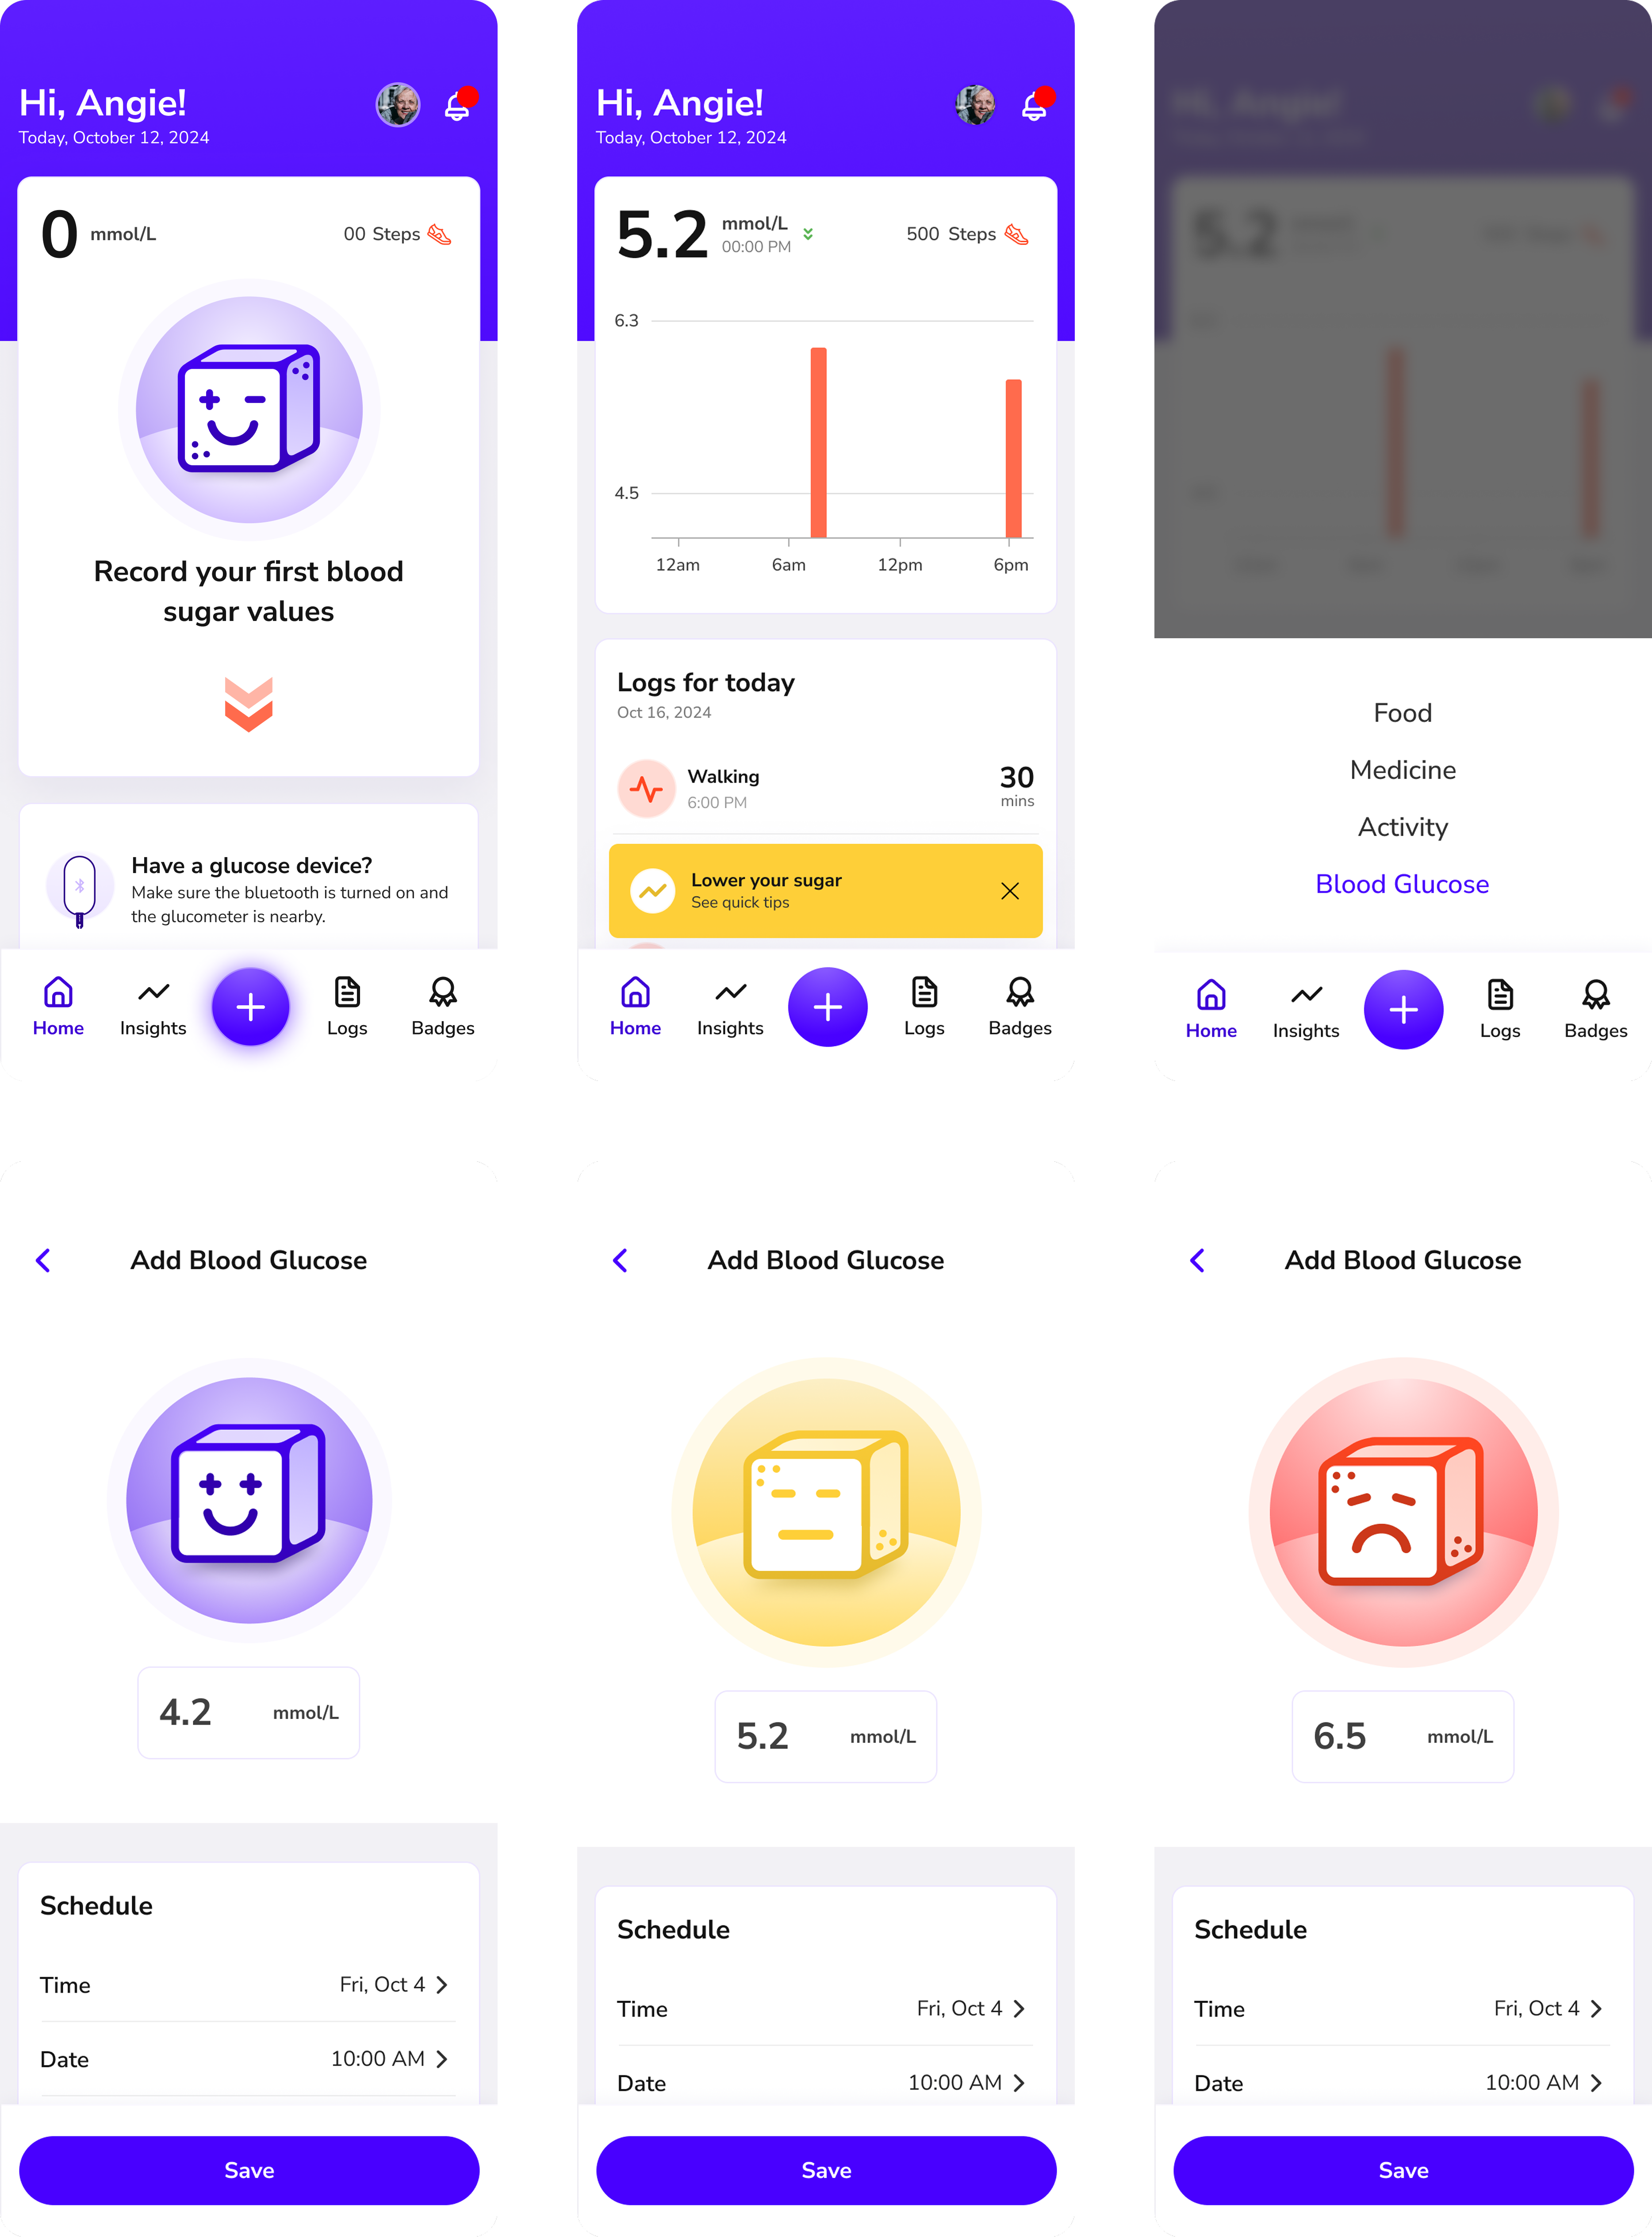 Hi, Angie!
Today, October 12, 2024
0 mmol/L
00 Steps
Record your first blood
sugar values
Have a glucose device?
Make sure the bluetooth is turned on and
the glucometer is nearby.
Home
Insights
Logs
Badges
Hi, Angie!
Today, October 12, 2024
5.2 mmol/L
00:00 PM
500 Steps
6.3
4.5
12am
6am
12pm
6pm
Logs for today
Oct 16, 2024
Walking
6:00 PM
30
mins
Lower your sugar
See quick tips
Home
Insights
Logs
Badges
Hi, Angie!
5.2
Food
Medicine
Activity
Blood Glucose
Home
Insights
Logs
Badges
Add Blood Glucose
4.2 mmol/L
Schedule
Time Fri, Oct 4
Date 10:00 AM
Save
Add Blood Glucose
5.2 mmol/L
Schedule
Time Fri, Oct 4
Date 10:00 AM
Save
Add Blood Glucose
6.5 mmol/L
Schedule
Time Fri, Oct 4
Date 10:00 AM
Save